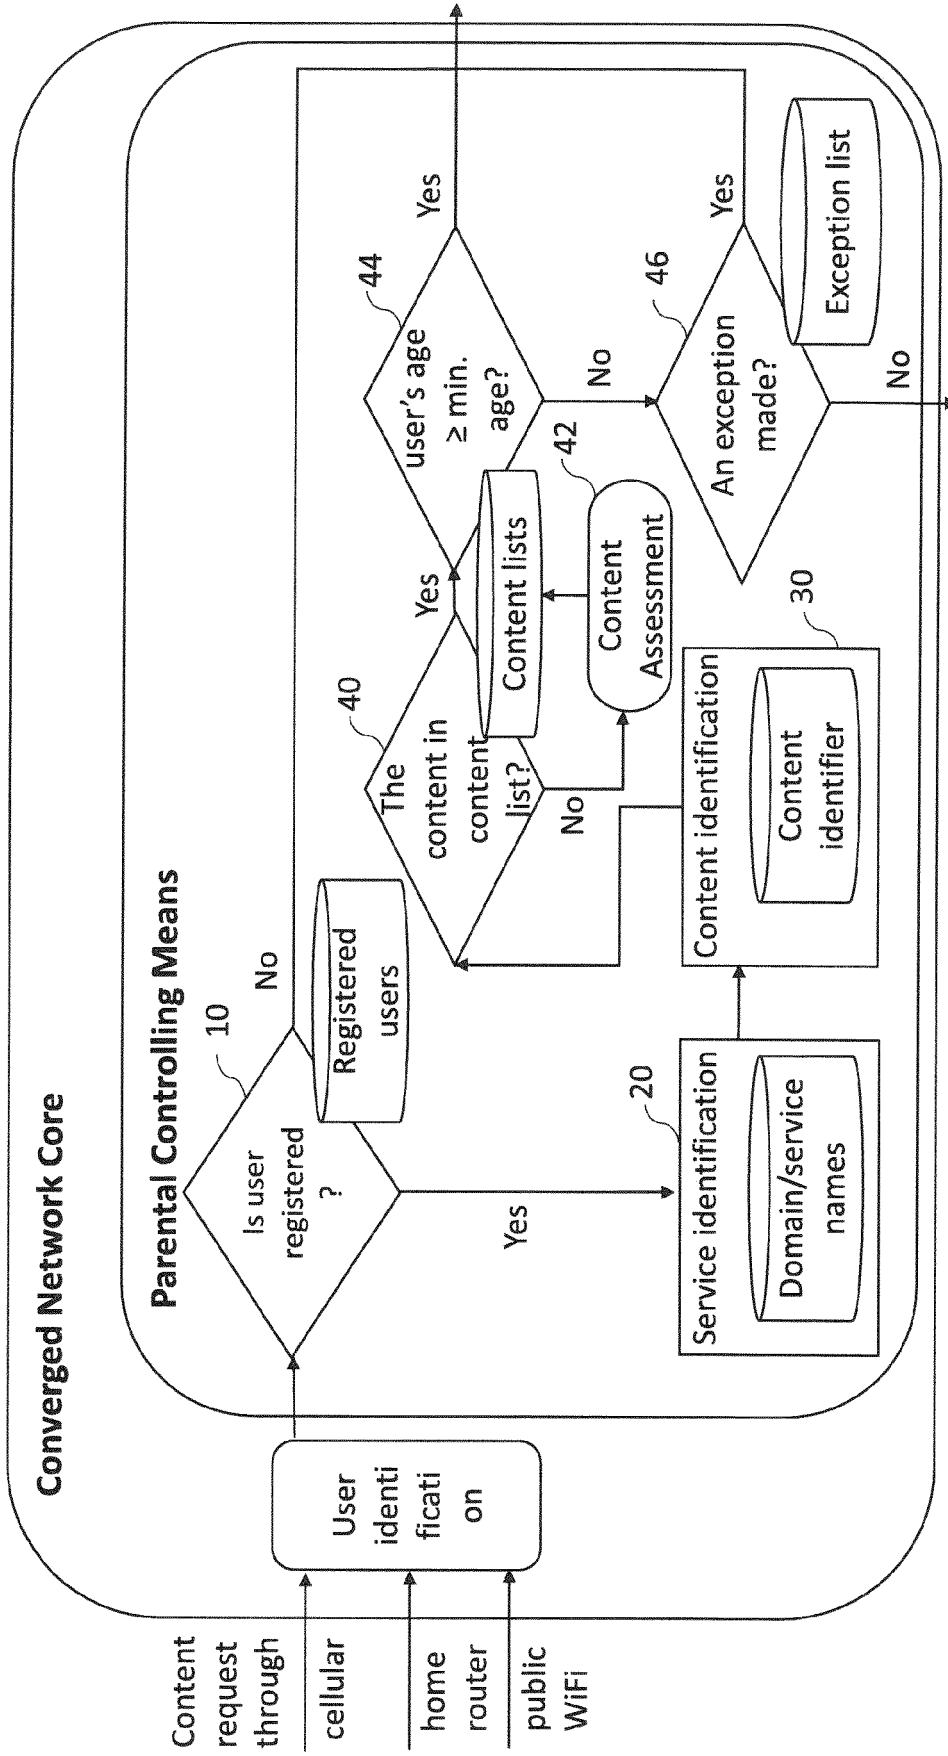 Converged Network Core
Parental Controlling Means
Content
request
through
cellular
home
router
public
WiFi
User
identi
ficati
on
10
Is user
registered
?
No
Yes
Registered
users
20
Service identification
Domain/service
names
30
Content identification
Content
identifier
40
The
content in
content
list?
Yes
No
Content lists
42
Content
Assessment
44
user's age
≥ min.
age?
Yes
No
46
An exception
made?
Yes
No
Exception list